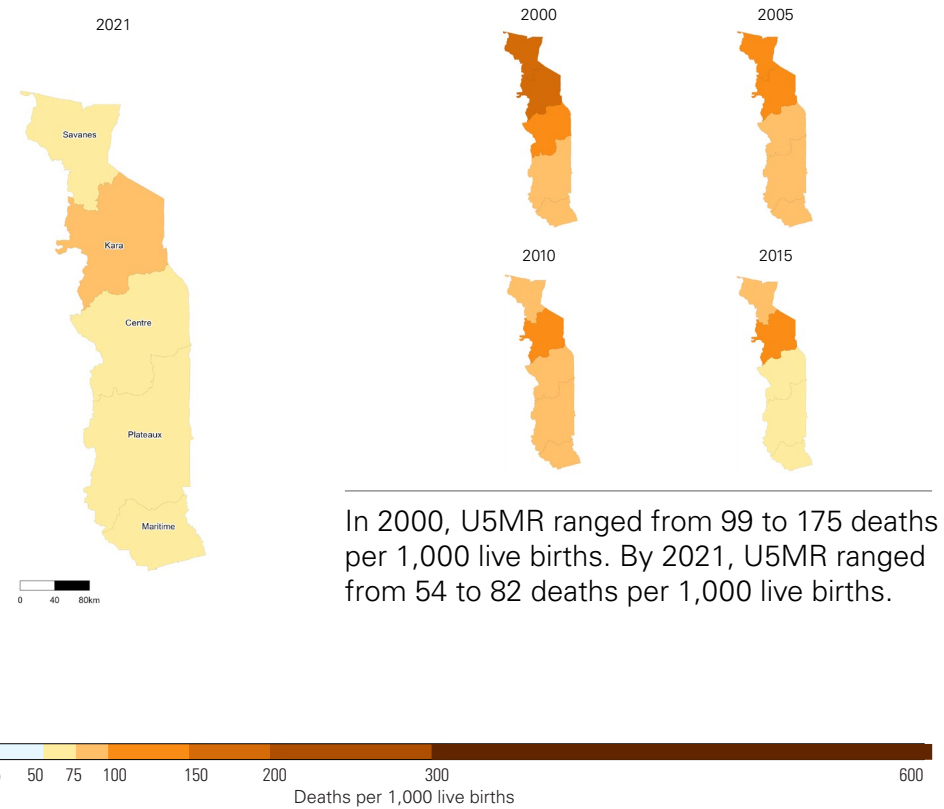 2021
Savanes
Kara
Centre
Plateaux
Maritime
0 40 80km
2000
2005
2010
2015
In 2000, U5MR ranged from 99 to 175 deaths
per 1,000 live births. By 2021, U5MR ranged
from 54 to 82 deaths per 1,000 live births.
50 75 100 150 200 300 600
Deaths per 1,000 live births